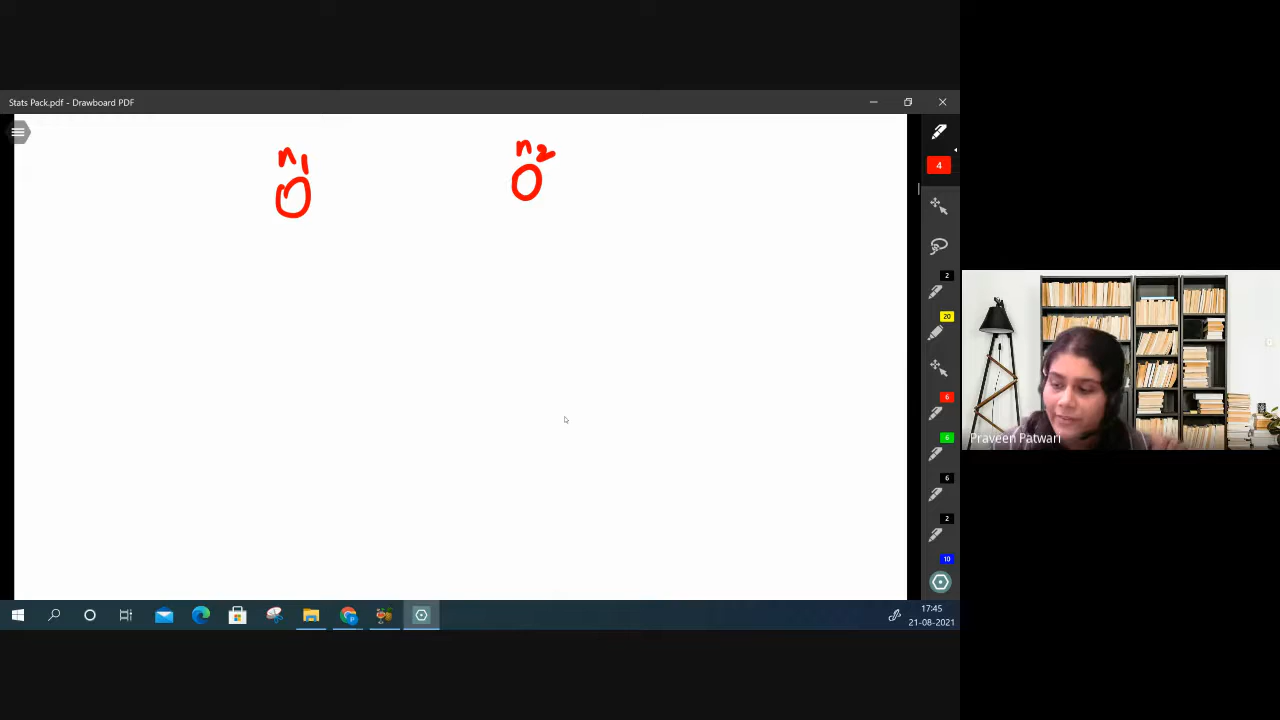 Stats Pack.pdf - Drawboard PDF
n1
n2
O
O
4
2
20
6
6
6
2
10
Praveen Patwari
17:45
21-08-2021